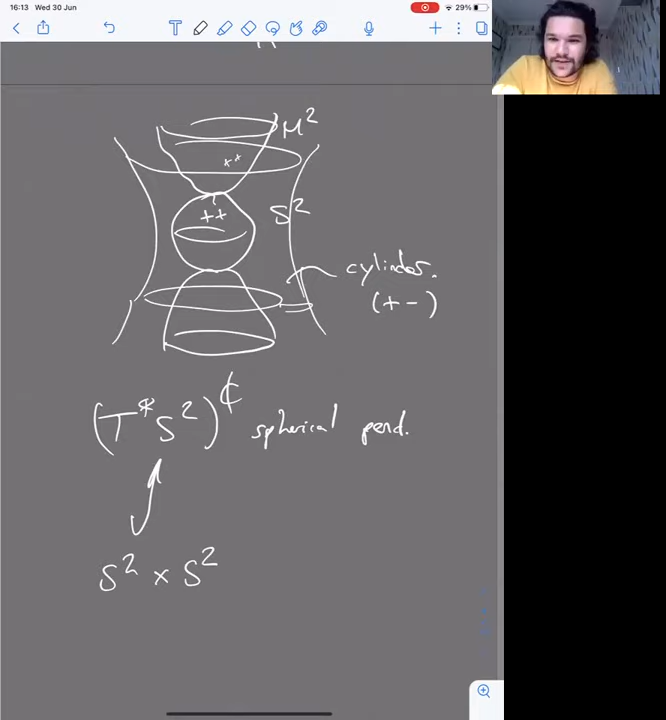 16:13 Wed 30 Jun
29%
M²
××
++
S²
cylinder.
(+ -)
(T*S²)^ℂ spherical pend.
S² × S²